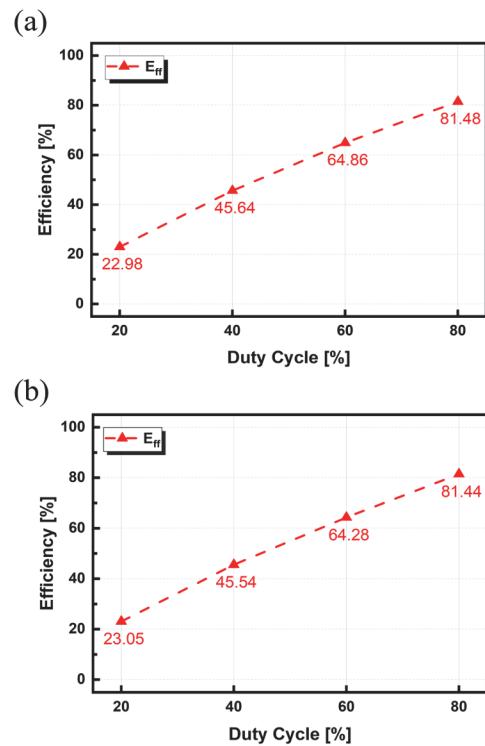 (a)
E_ff
100
80
60
40
20
0
Efficiency [%]
22.98
45.64
64.86
81.48
20 40 60 80
Duty Cycle [%]
(b)
E_ff
100
80
60
40
20
0
Efficiency [%]
23.05
45.54
64.28
81.44
20 40 60 80
Duty Cycle [%]